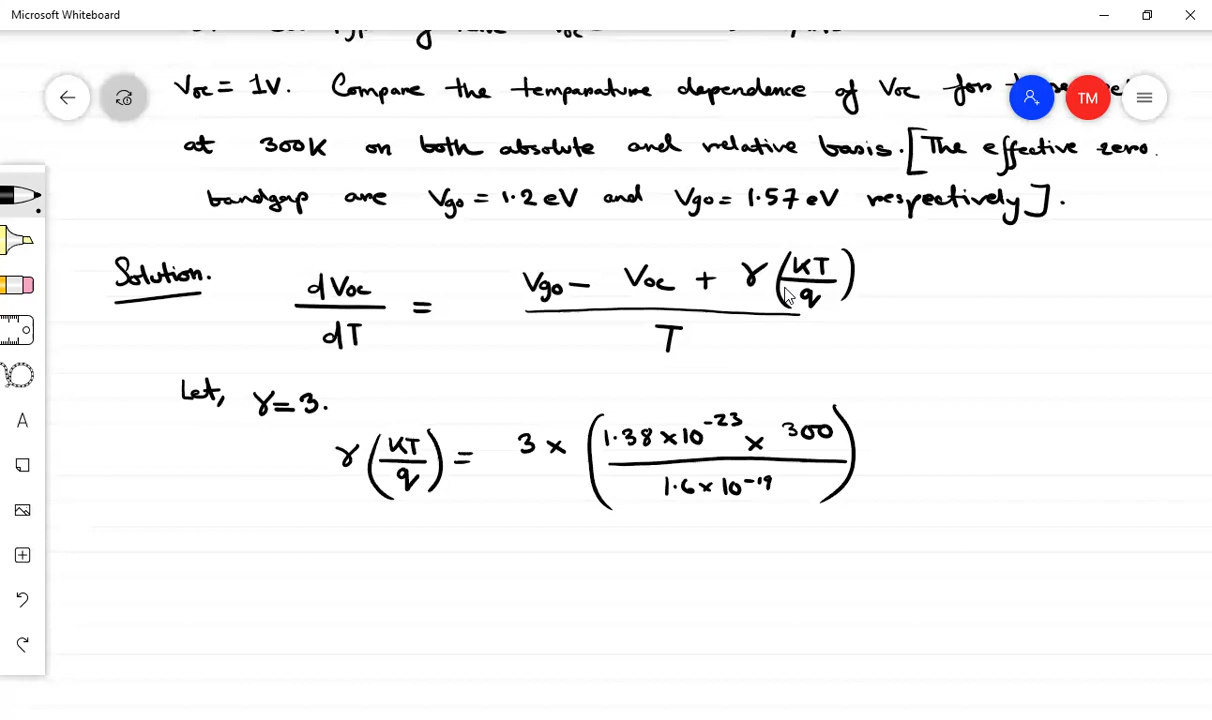 Microsoft Whiteboard
Voc = 1V. Compare the temparature dependence of Voc for
TM
at 300K on both absolute and relative basis. [The effective zero
bandgap are Vgo = 1.2 eV and Vgo = 1.57 eV respectively].
Solution.
dVoc/dT = (Vgo - Voc + γ(KT/q))/T
Let, γ = 3.
γ(KT/q) = 3 × (1.38 × 10^-23 × 300 / 1.6 × 10^-19)
A